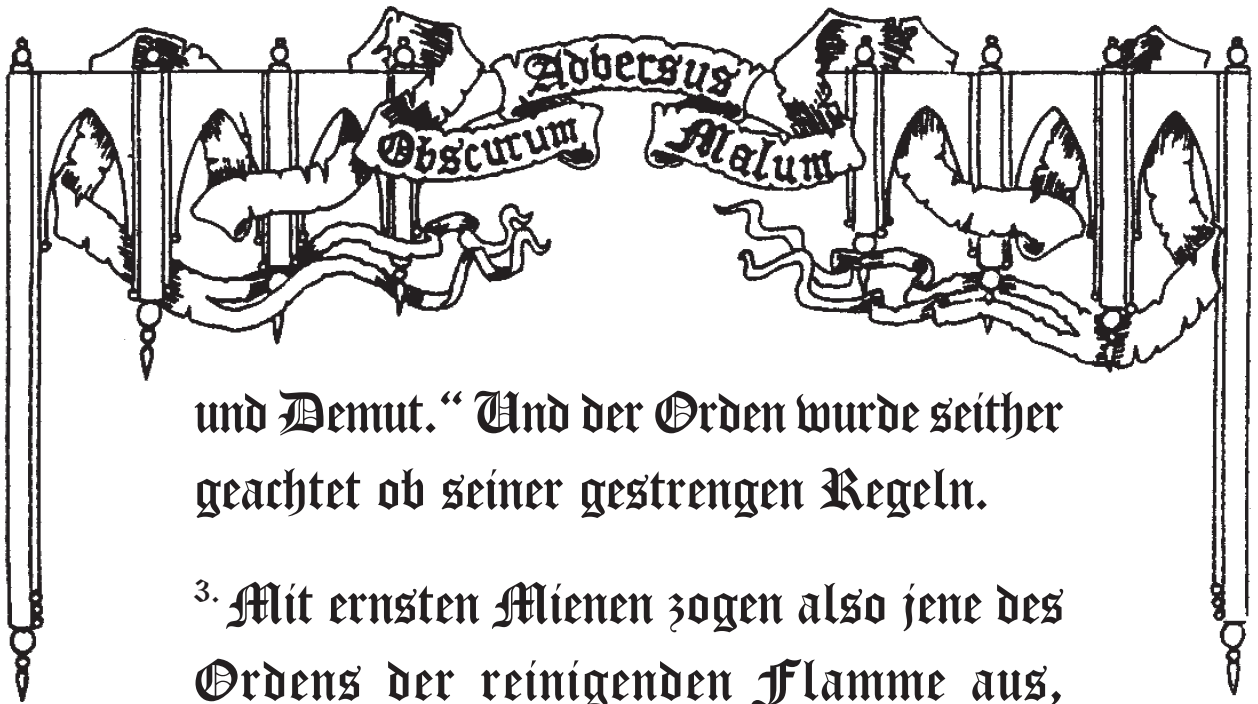 Adversus
Obscurum Malum
und Demut.“ Und der Orden wurde seither
geachtet ob seiner gestrengen Regeln.
3. Mit ernsten Mienen zogen also jene des
Ordens der reinigenden Flamme aus,